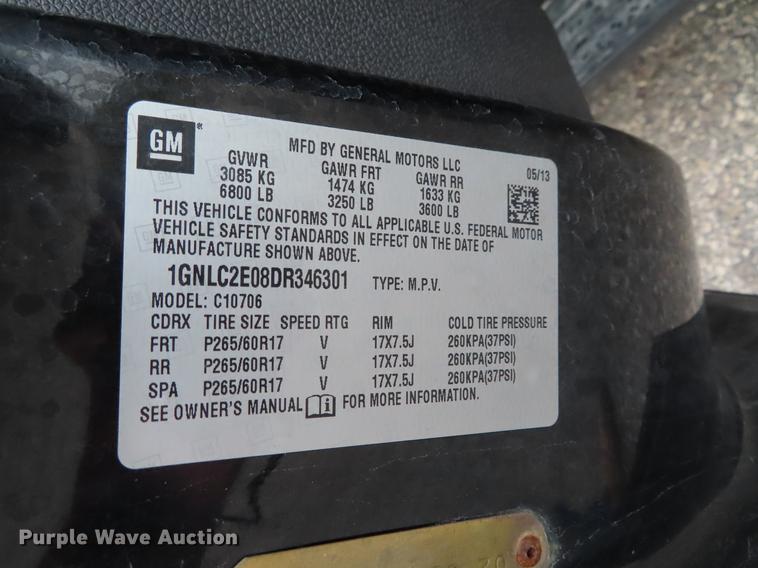 GM
MFD BY GENERAL MOTORS LLC
05/13
GVWR GAWR FRT GAWR RR
3085 KG 1474 KG 1633 KG
6800 LB 3250 LB 3600 LB
THIS VEHICLE CONFORMS TO ALL APPLICABLE U.S. FEDERAL MOTOR
VEHICLE SAFETY STANDARDS IN EFFECT ON THE DATE OF
MANUFACTURE SHOWN ABOVE.
1GNLC2E08DR346301 TYPE: M.P.V.
MODEL: C10706
CDRX TIRE SIZE SPEED RTG RIM COLD TIRE PRESSURE
FRT P265/60R17 V 17X7.5J 260KPA(37PSI)
RR P265/60R17 V 17X7.5J 260KPA(37PSI)
SPA P265/60R17 V 17X7.5J 260KPA(37PSI)
SEE OWNER'S MANUAL FOR MORE INFORMATION.
Purple Wave Auction